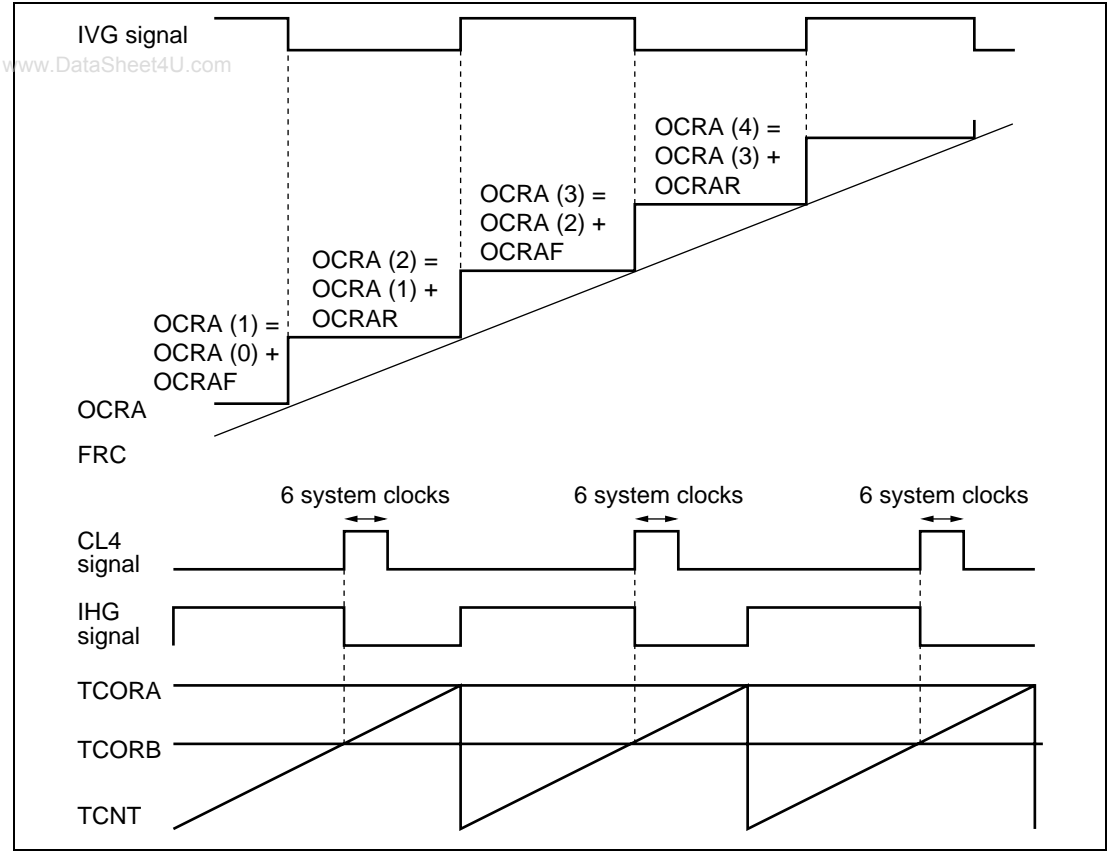 IVG signal
www.DataSheet4U.com
OCRA (4) =
OCRA (3) +
OCRAR
OCRA (3) =
OCRA (2) +
OCRAF
OCRA (2) =
OCRA (1) +
OCRAR
OCRA (1) =
OCRA (0) +
OCRAF
OCRA
FRC
6 system clocks
6 system clocks
6 system clocks
CL4
signal
IHG
signal
TCORA
TCORB
TCNT